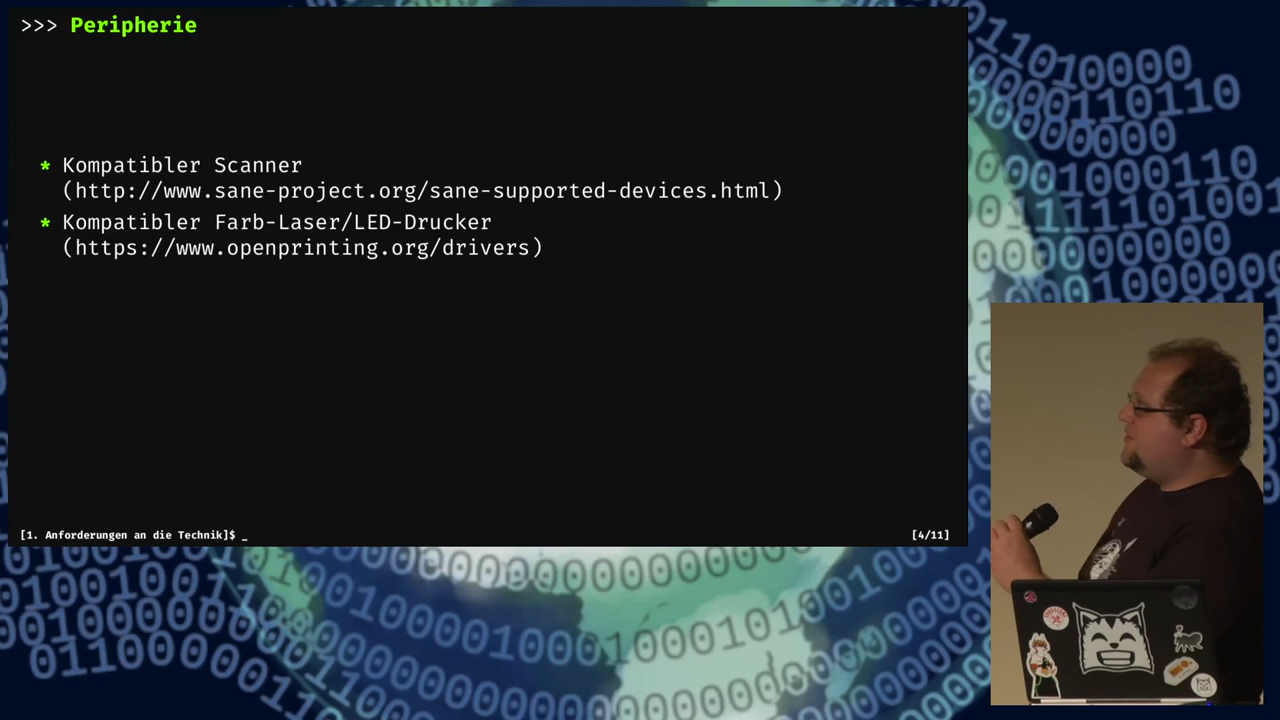 >>> Peripherie
* Kompatibler Scanner
(http://www.sane-project.org/sane-supported-devices.html)
* Kompatibler Farb-Laser/LED-Drucker
(https://www.openprinting.org/drivers)
[1. Anforderungen an die Technik]$ _
[4/11]